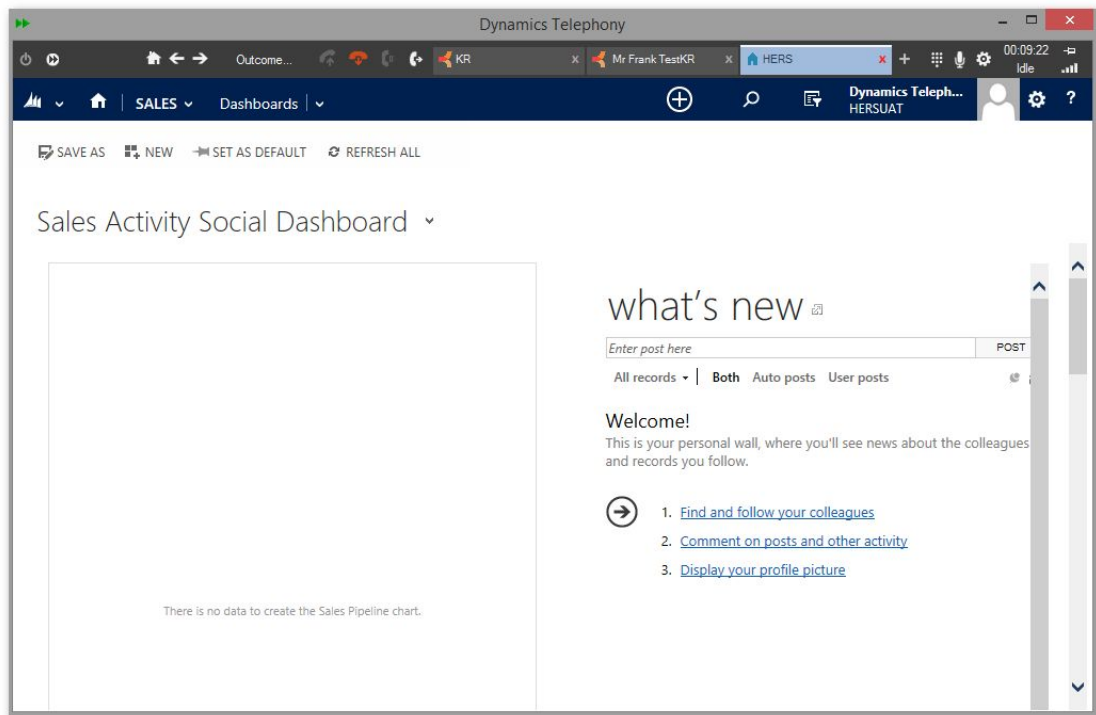 Dynamics Telephony
Outcome... KR x Mr Frank TestKR x HERS x + 00:09:22
Idle
SALES Dashboards Dynamics Teleph... ?
HERSUAT
SAVE AS NEW SET AS DEFAULT REFRESH ALL
Sales Activity Social Dashboard
what's new
Enter post here POST
All records Both Auto posts User posts
Welcome!
This is your personal wall, where you'll see news about the colleagues
and records you follow.
1. Find and follow your colleagues
2. Comment on posts and other activity
3. Display your profile picture
There is no data to create the Sales Pipeline chart.